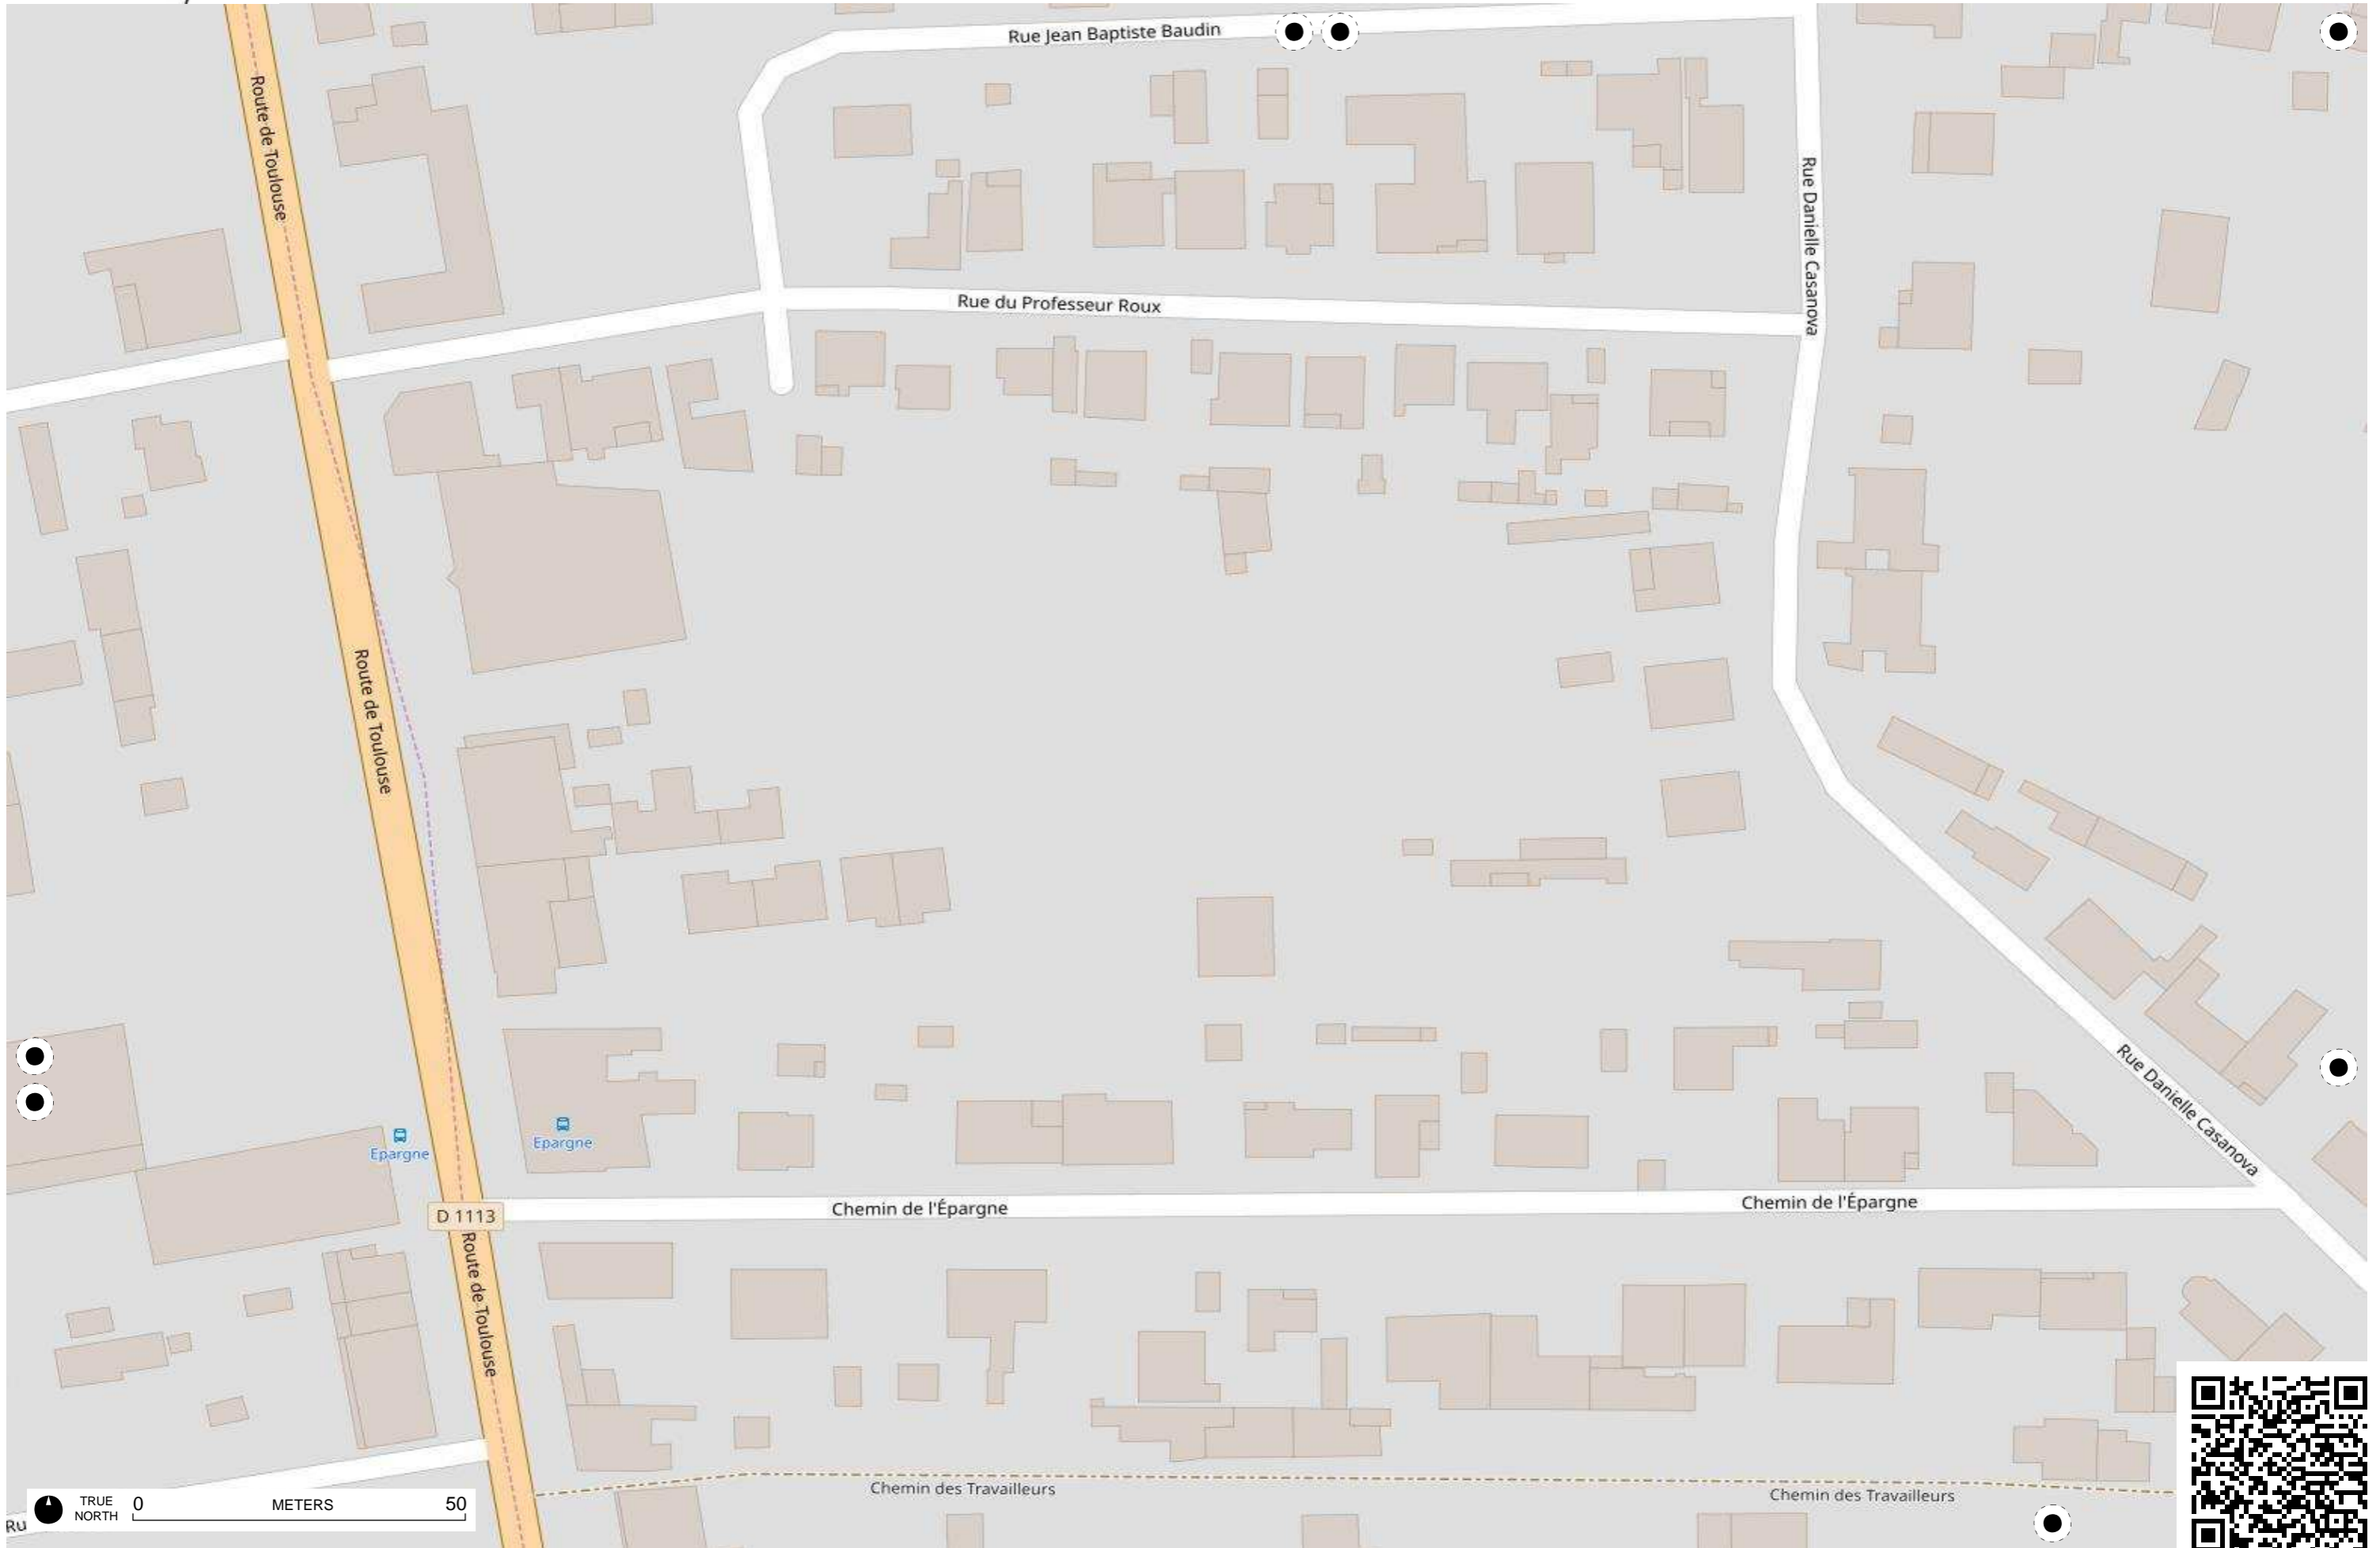 Rue Jean Baptiste Baudin
Route de Toulouse
Rue Danielle Casanova
Rue du Professeur Roux
Route de Toulouse
Epargne
Epargne
Rue Danielle Casanova
Chemin de l'Épargne
Chemin de l'Épargne
D 1113
Route de Toulouse
Chemin des Travailleurs
Chemin des Travailleurs
TRUE NORTH
0 METERS 50
Ru